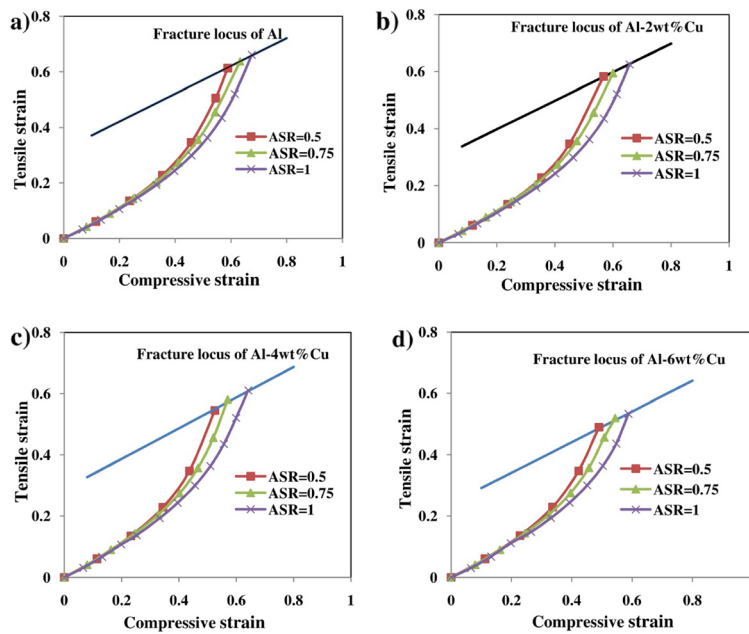 a)
Fracture locus of Al
Tensile strain
0.8
0.6
0.4
0.2
0
ASR=0.5
ASR=0.75
ASR=1
0 0.2 0.4 0.6 0.8 1
Compressive strain
b)
Fracture locus of Al-2wt%Cu
Tensile strain
0.8
0.6
0.4
0.2
0
ASR=0.5
ASR=0.75
ASR=1
0 0.2 0.4 0.6 0.8 1
Compressive strain
c)
Fracture locus of Al-4wt%Cu
Tensile strain
0.8
0.6
0.4
0.2
0
ASR=0.5
ASR=0.75
ASR=1
0 0.2 0.4 0.6 0.8 1
Compressive strain
d)
Fracture locus of Al-6wt%Cu
Tensile strain
0.8
0.6
0.4
0.2
0
ASR=0.5
ASR=0.75
ASR=1
0 0.2 0.4 0.6 0.8
Compressive strain